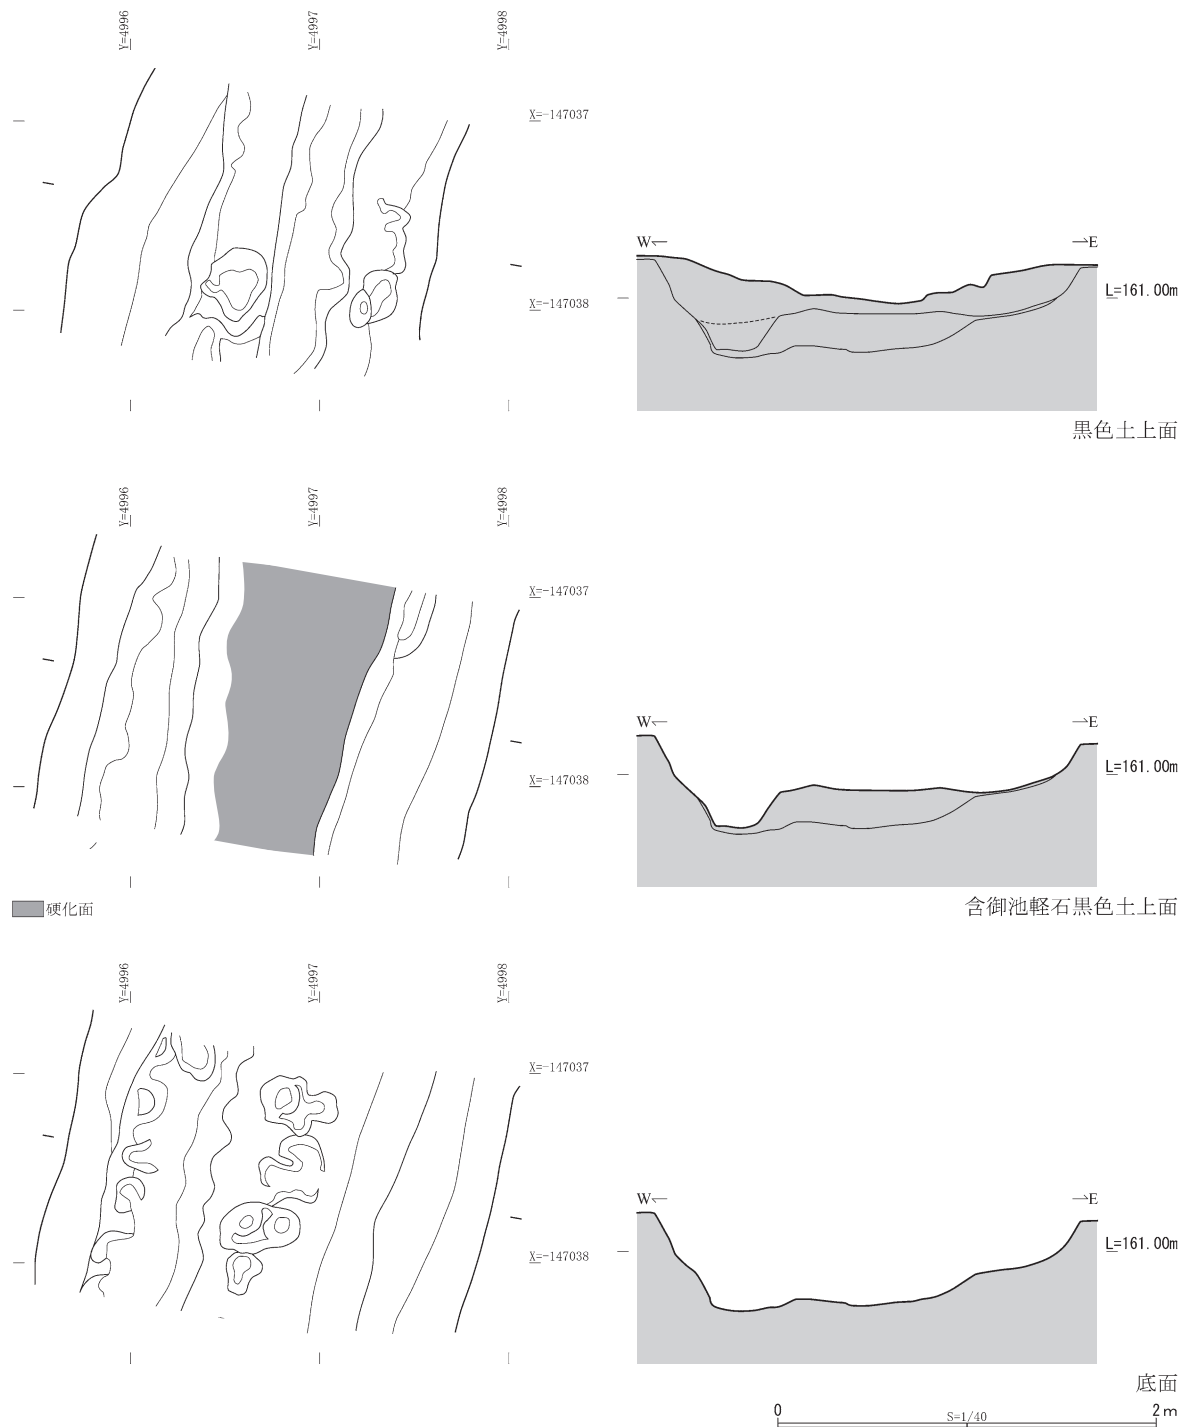 Y=4996
Y=4997
Y=4998
X=-147037
X=-147038
W
E
L=161.00m
黒色土上面
Y=4996
Y=4997
Y=4998
X=-147037
X=-147038
W
E
L=161.00m
硬化面
含御池軽石黒色土上面
Y=4996
Y=4997
Y=4998
X=-147037
X=-147038
W
E
L=161.00m
底面
0 S=1/40 2m